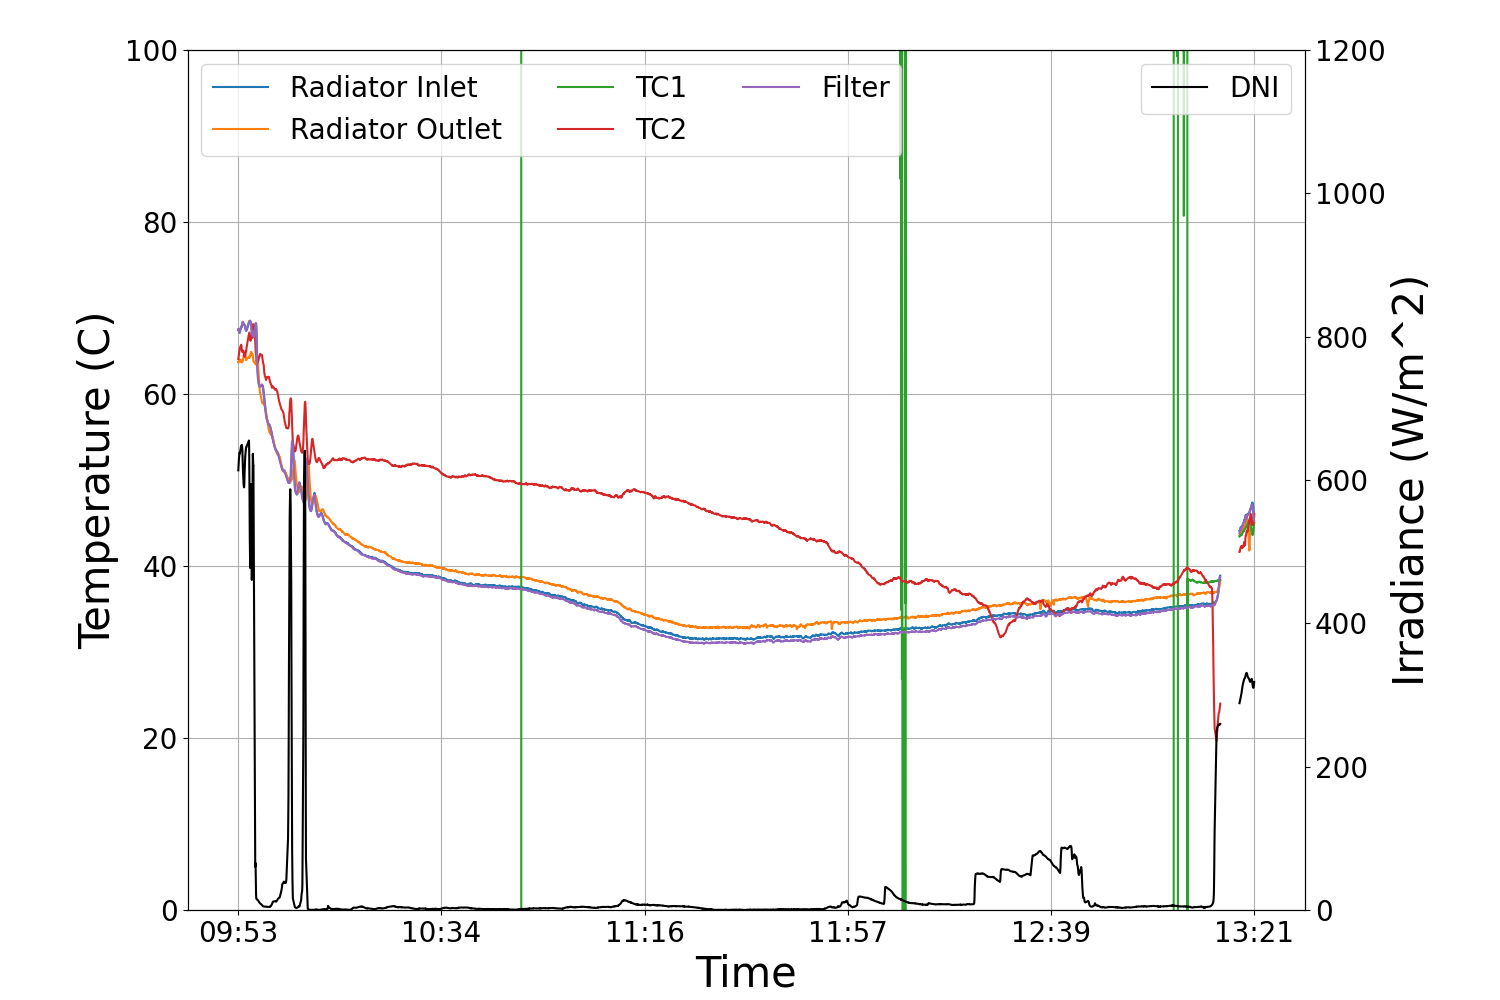 100
80
60
40
20
0
Temperature (C)
Radiator Inlet
Radiator Outlet
TC1
TC2
Filter
DNI
1200
1000
800
600
400
200
0
Irradiance (W/m^2)
09:53 10:34 11:16 11:57 12:39 13:21
Time